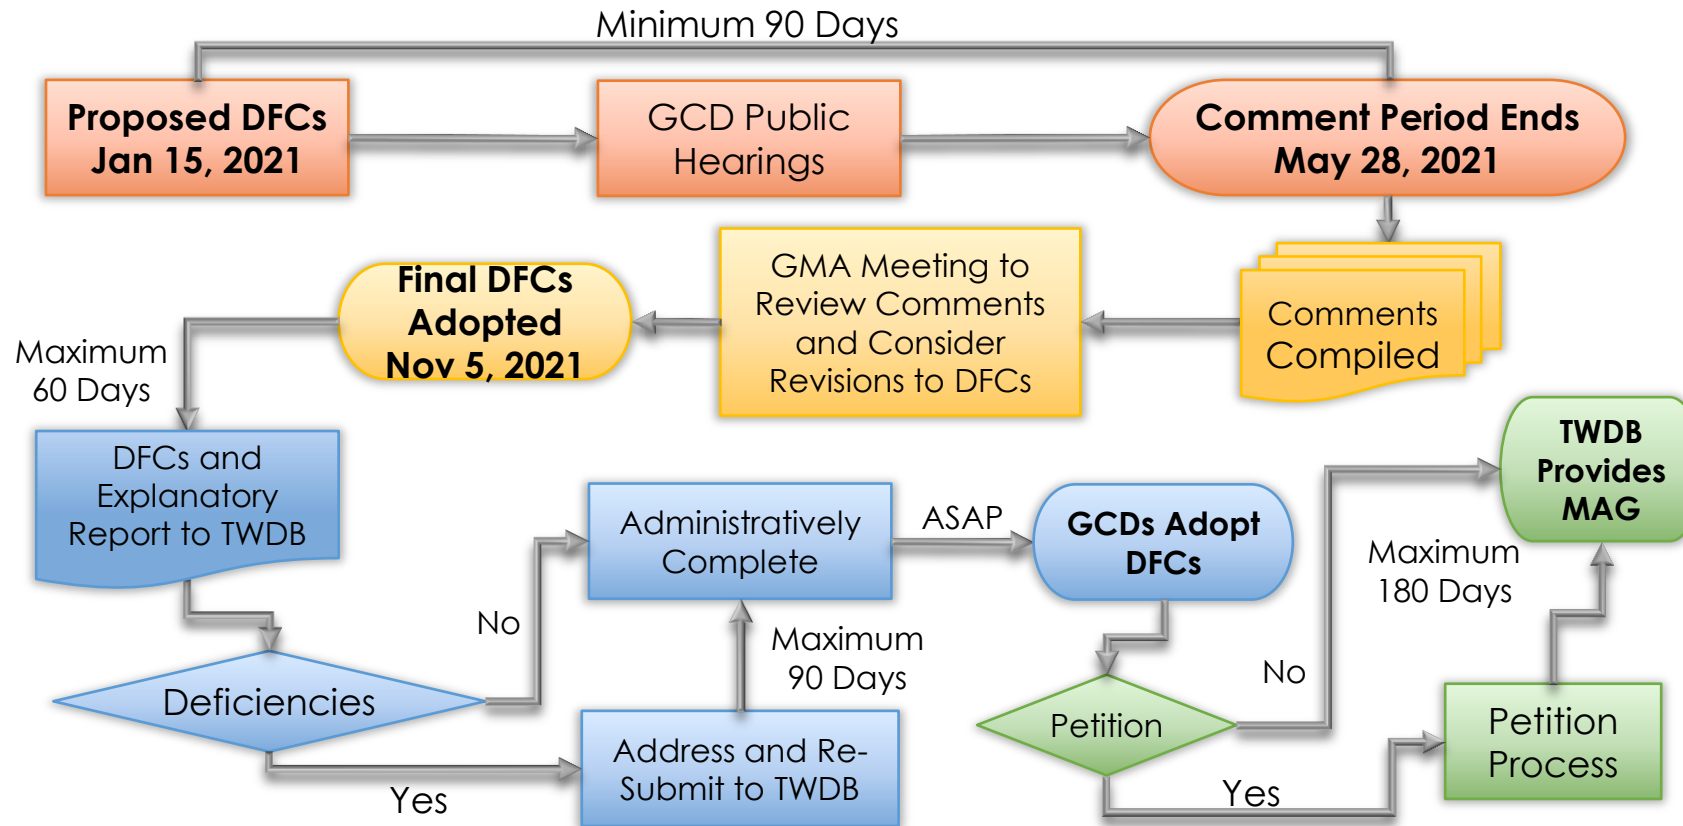 Minimum 90 Days
Proposed DFCs
Jan 15, 2021
GCD Public
Hearings
Comment Period Ends
May 28, 2021
Final DFCs
Adopted
Nov 5, 2021
GMA Meeting to
Review Comments
and Consider
Revisions to DFCs
Comments
Compiled
Maximum
60 Days
DFCs and
Explanatory
Report to TWDB
Administratively
Complete
ASAP
GCDs Adopt
DFCs
TWDB
Provides
MAG
Maximum
180 Days
No
Maximum
90 Days
No
Deficiencies
Yes
Address and Re-
Submit to TWDB
Petition
Yes
Petition
Process